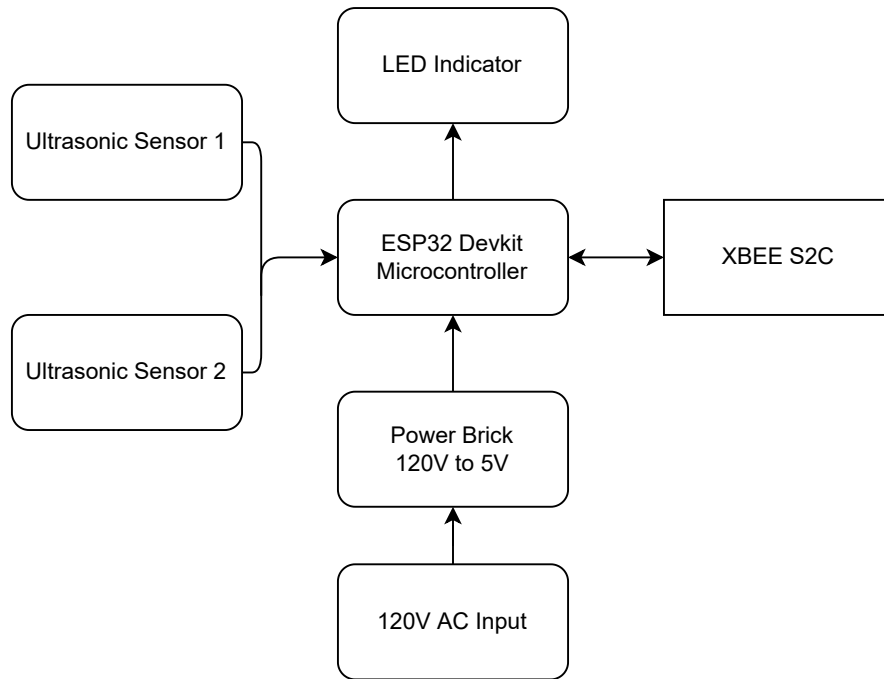 LED Indicator
Ultrasonic Sensor 1
ESP32 Devkit
Microcontroller
XBEE S2C
Ultrasonic Sensor 2
Power Brick
120V to 5V
120V AC Input